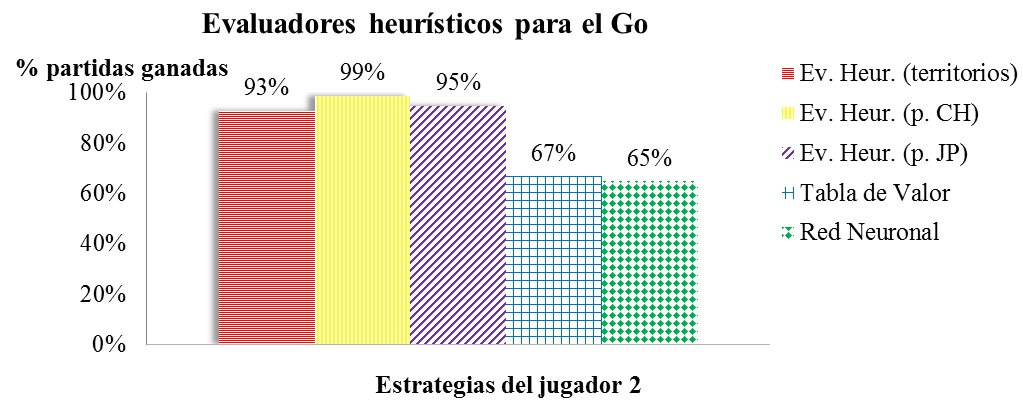 Evaluadores heurísticos para el Go
% partidas ganadas
100%
80%
60%
40%
20%
0%
93%
99%
95%
67%
65%
Estrategias del jugador 2
Ev. Heur. (territorios)
Ev. Heur. (p. CH)
Ev. Heur. (p. JP)
Tabla de Valor
Red Neuronal